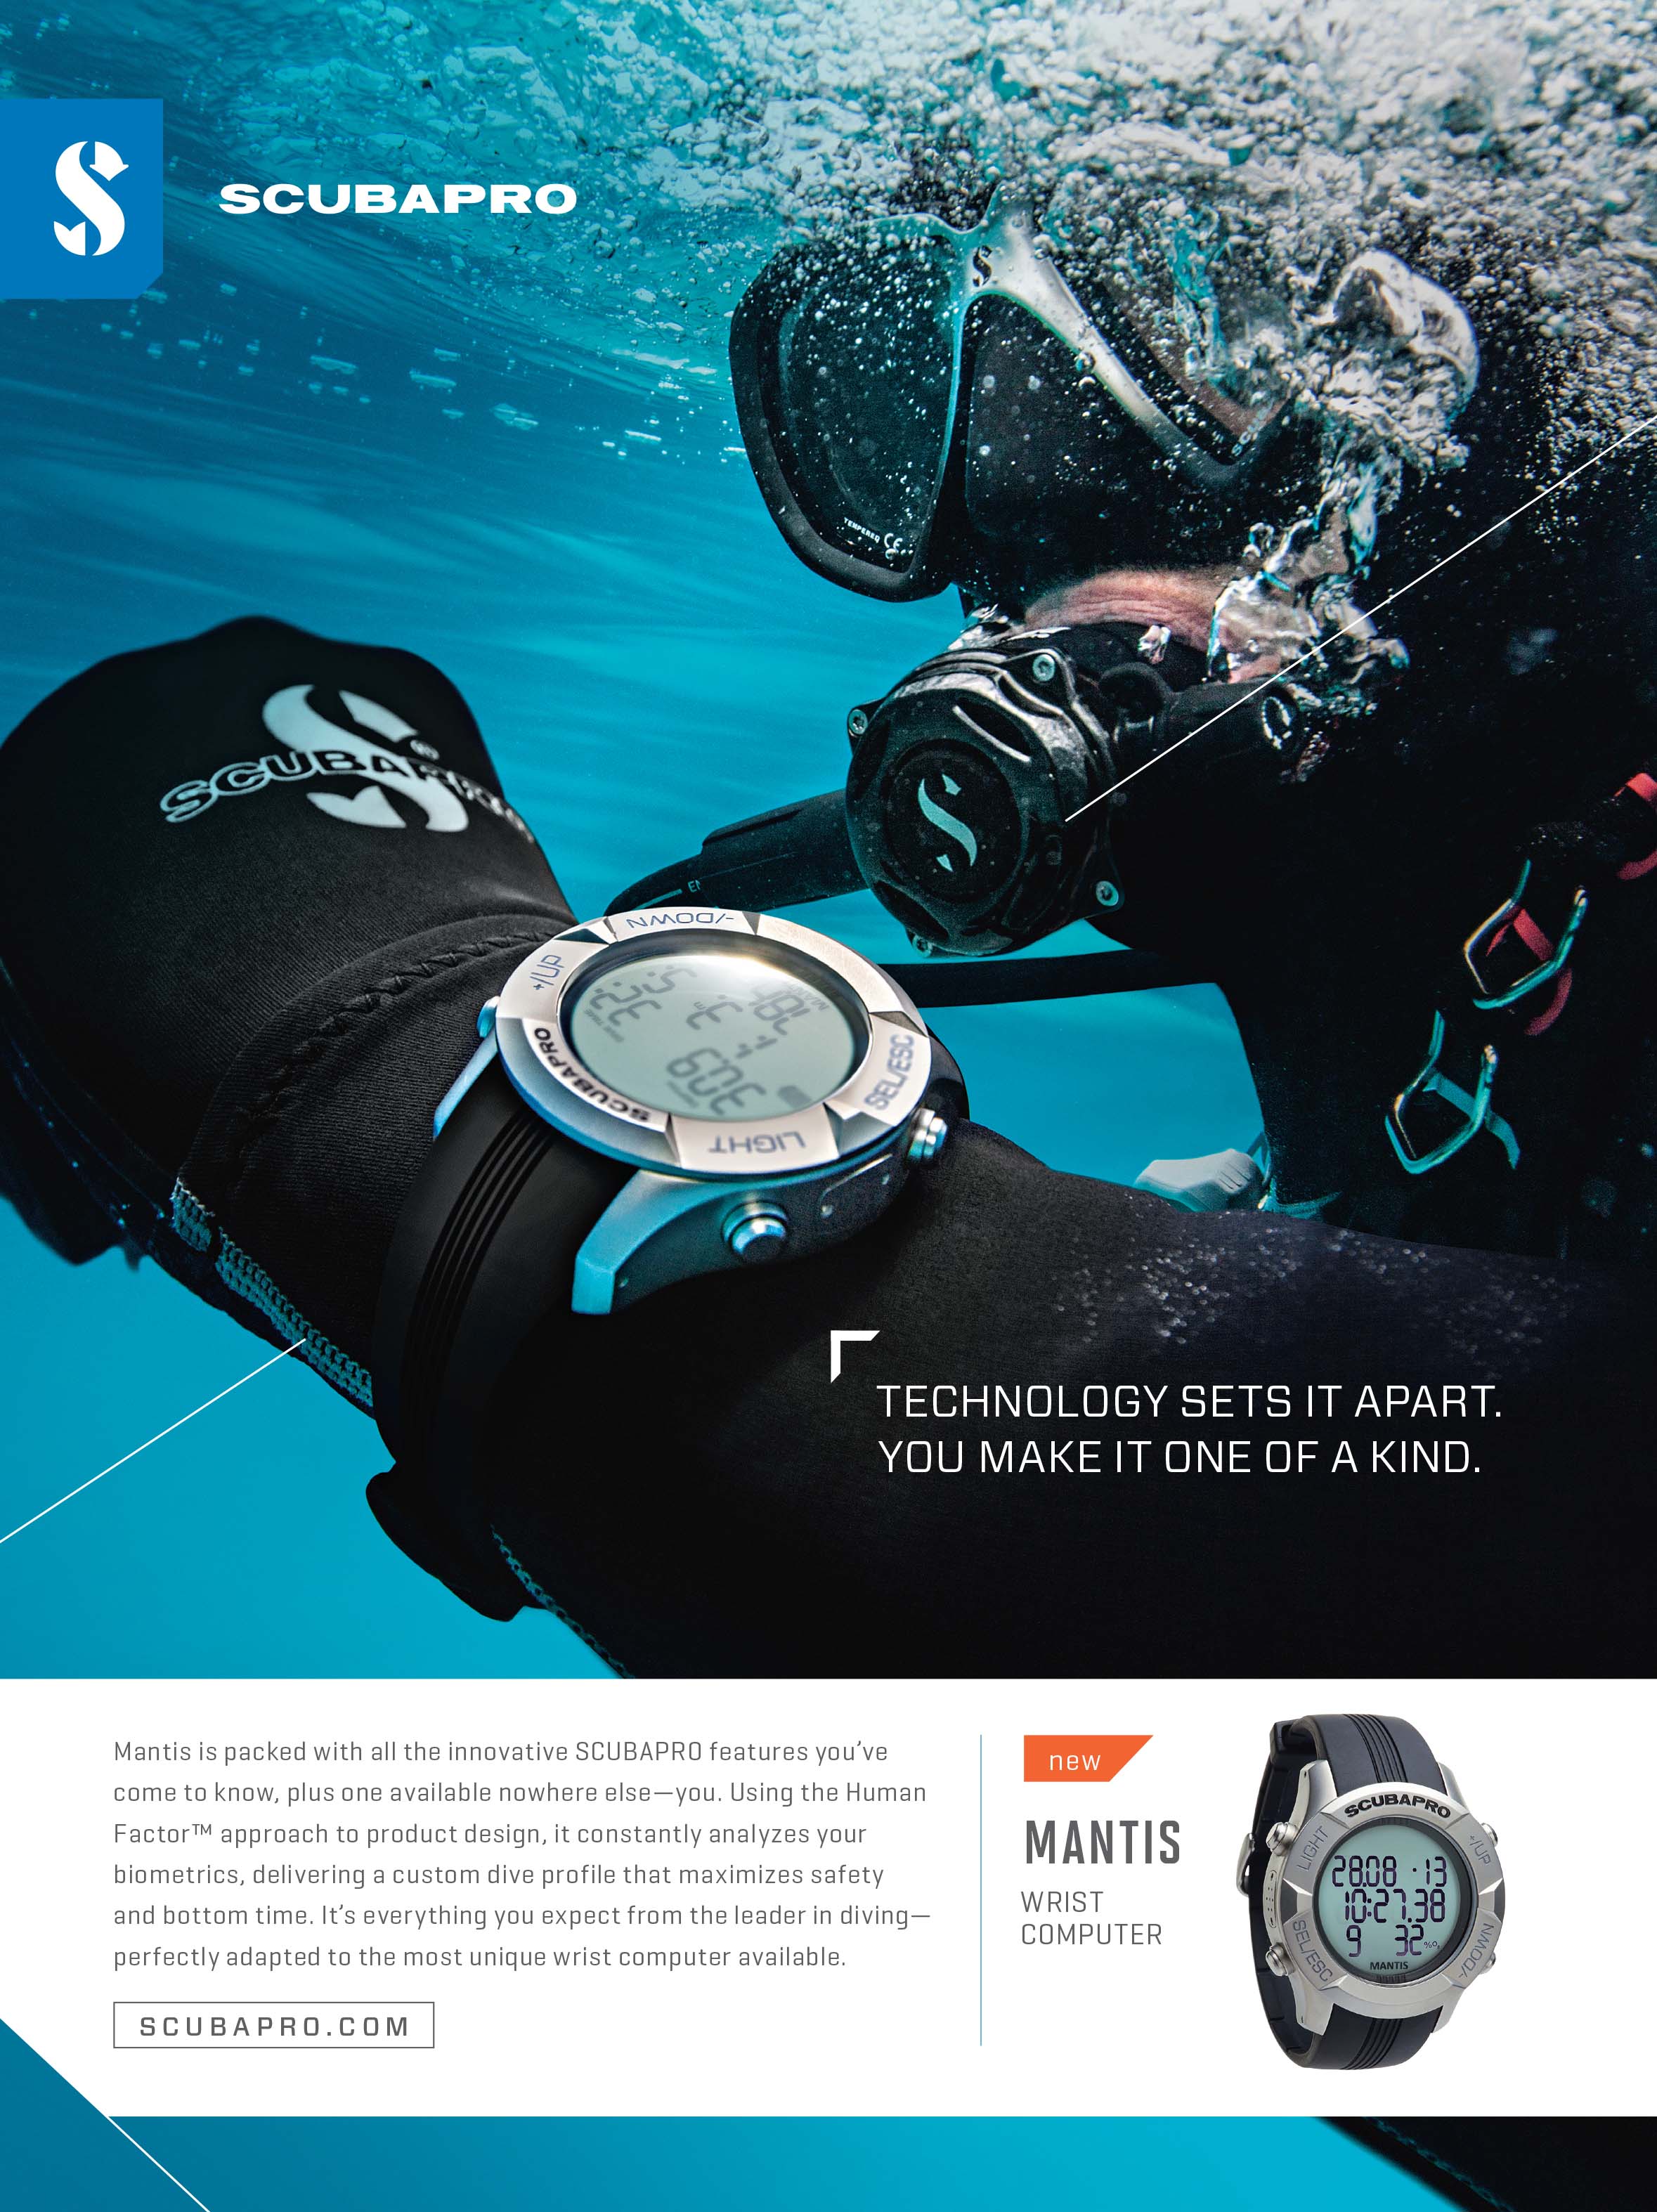 S
SCUBAPRO
S
TEMPERED CE
S
SCUBAPRO
®
S
-/DOWN
+/UP
SCUBAPRO
SEL/ESC
LIGHT
TECHNOLOGY SETS IT APART.
YOU MAKE IT ONE OF A KIND.
Mantis is packed with all the innovative SCUBAPRO features you’ve
come to know, plus one available nowhere else—you. Using the Human
Factor™ approach to product design, it constantly analyzes your
biometrics, delivering a custom dive profile that maximizes safety
and bottom time. It’s everything you expect from the leader in diving—
perfectly adapted to the most unique wrist computer available.
SCUBAPRO.COM
new
MANTIS
WRIST
COMPUTER
SCUBAPRO
LIGHT
+/UP
28.08 ·13
10:27.38
9 32 %O₂
MANTIS
SEL/ESC
-/DOWN